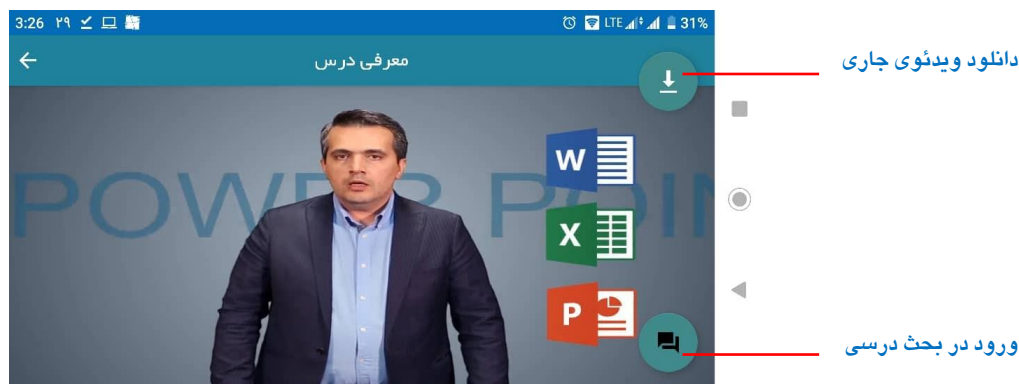 3:26 ۲۹ LTE 31%
معرفی درس
دانلود ویدئوی جاری
POWER POIN
W
X
P
ورود در بحث درسی